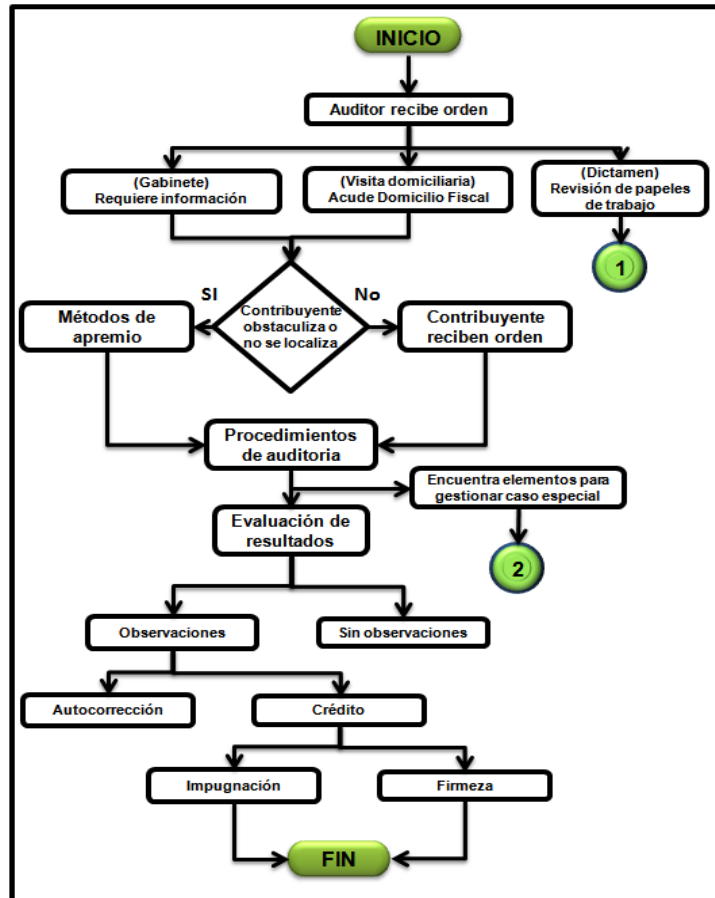 INICIO
Auditor recibe orden
(Gabinete)
Requiere información
(Visita domiciliaria)
Acude Domicilio Fiscal
(Dictamen)
Revisión de papeles
de trabajo
1
SI
No
Contribuyente
obstaculiza o
no se localiza
Métodos de
apremio
Contribuyente
reciben orden
Procedimientos
de auditoria
Encuentra elementos para
gestionar caso especial
Evaluación de
resultados
2
Observaciones
Sin observaciones
Autocorrección
Crédito
Impugnación
Firmeza
FIN